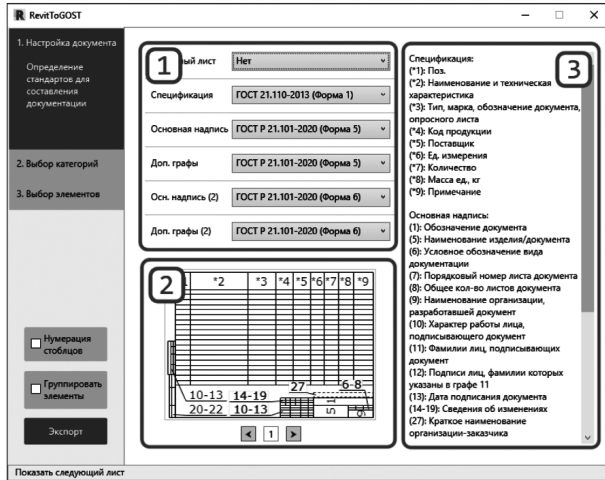 RevitToGOST
1. Настройка документа
Определение
стандартов для
составления
документации
2. Выбор категорий
3. Выбор элементов
Нумерация
столбцов
Группировать
элементы
Экспорт
1
ый лист Нет
Спецификация ГОСТ 21.110-2013 (Форма 1)
Основная надпись ГОСТ Р 21.101-2020 (Форма 5)
Доп. графы ГОСТ Р 21.101-2020 (Форма 5)
Осн. надпись (2) ГОСТ Р 21.101-2020 (Форма 6)
Доп. графы (2) ГОСТ Р 21.101-2020 (Форма 6)
2
*2 *3 *4 *5 *6 *7 *8 *9
27 6-8
10-13 14-19
20-22 10-13
5 1
1
3
Спецификация:
(*1): Поз.
(*2): Наименование и техническая
характеристика
(*3): Тип, марка, обозначение документа,
опросного листа
(*4): Код продукции
(*5): Поставщик
(*6): Ед. измерения
(*7): Количество
(*8): Масса ед., кг
(*9): Примечание
Основная надпись:
(1): Обозначение документа
(5): Наименование изделия/документа
(6): Условное обозначение вида
документации
(7): Порядковый номер листа документа
(8): Общее кол-во листов документа
(9): Наименование организации,
разработавшей документ
(10): Характер работы лица,
подписывающего документ
(11): Фамилии лиц, подписывающих
документ
(12): Подписи лиц, фамилии которых
указаны в графе 11
(13): Дата подписания документа
(14-19): Сведения об изменениях
(27): Краткое наименование
организации-заказчика
Показать следующий лист